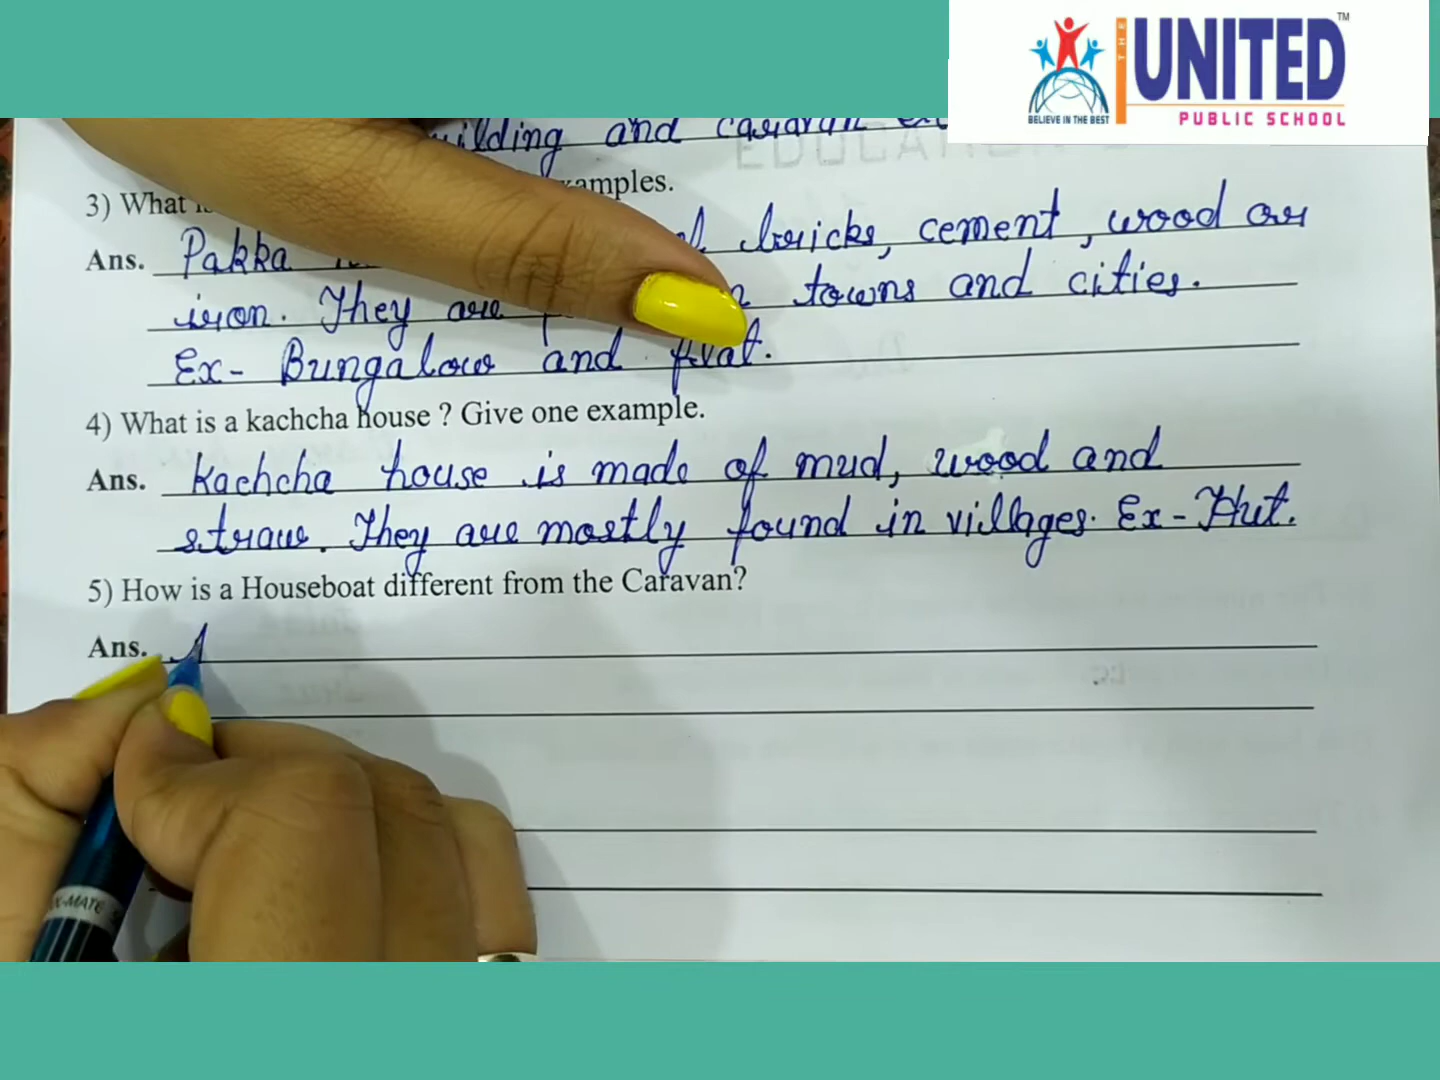 THE UNITED
TM
BELIEVE IN THE BEST
PUBLIC SCHOOL
and caravan
3) What
Ans. Pakka bricks, cement, wood or
iron. They are towns and cities.
Ex- Bungalow and flat.
4) What is a kachcha house ? Give one example.
Ans. Kachcha house is made of mud, wood and
straw. They are mostly found in villages. Ex - Hut.
5) How is a Houseboat different from the Caravan?
Ans. A